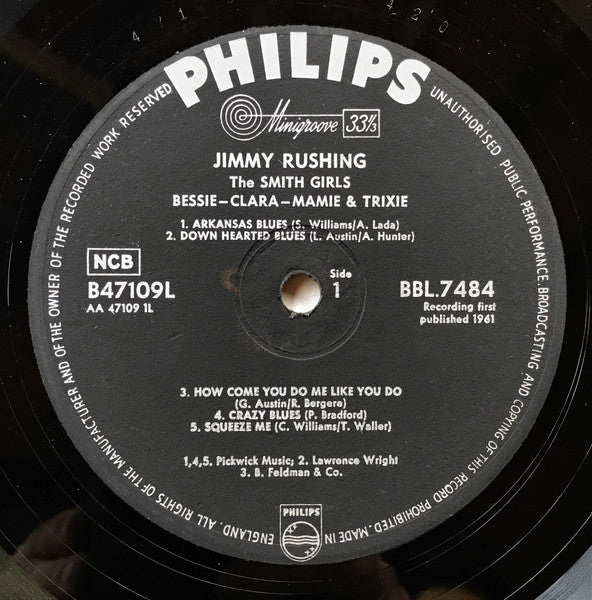 PHILIPS
Minigroove 33⅓
JIMMY RUSHING
The SMITH GIRLS
BESSIE – CLARA – MAMIE & TRIXIE
1. ARKANSAS BLUES (S. Williams/A. Lada)
2. DOWN HEARTED BLUES (L. Austin/A. Hunter)
NCB
B47109L
AA 47109 1L
Side
1
BBL.7484
Recording first
published 1961
3. HOW COME YOU DO ME LIKE YOU DO
(G. Austin/R. Bergere)
4. CRAZY BLUES (P. Bradford)
5. SQUEEZE ME (C. Williams/T. Waller)
1,4,5. Pickwick Music; 2. Lawrence Wright
3. B. Feldman & Co.
PHILIPS
ALL RIGHTS OF THE MANUFACTURER AND OF THE OWNER OF THE RECORDED WORK RESERVED
UNAUTHORISED PUBLIC PERFORMANCE. BROADCASTING AND COPYING OF THIS RECORD PROHIBITED. MADE IN ENGLAND.